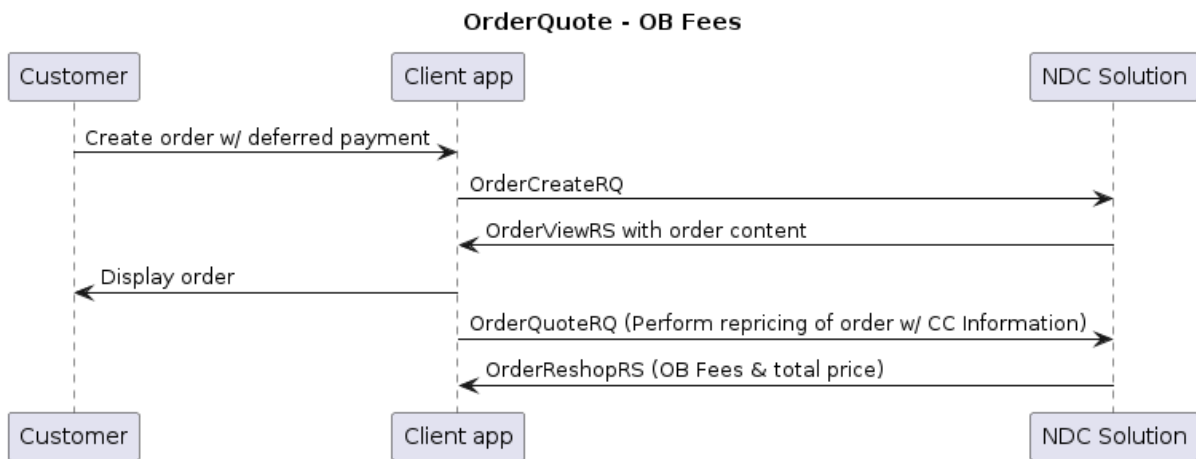 OrderQuote - OB Fees
Customer Client app NDC Solution
Create order w/ deferred payment
OrderCreateRQ
OrderViewRS with order content
Display order
OrderQuoteRQ (Perform repricing of order w/ CC Information)
OrderReshopRS (OB Fees & total price)
Customer Client app NDC Solution